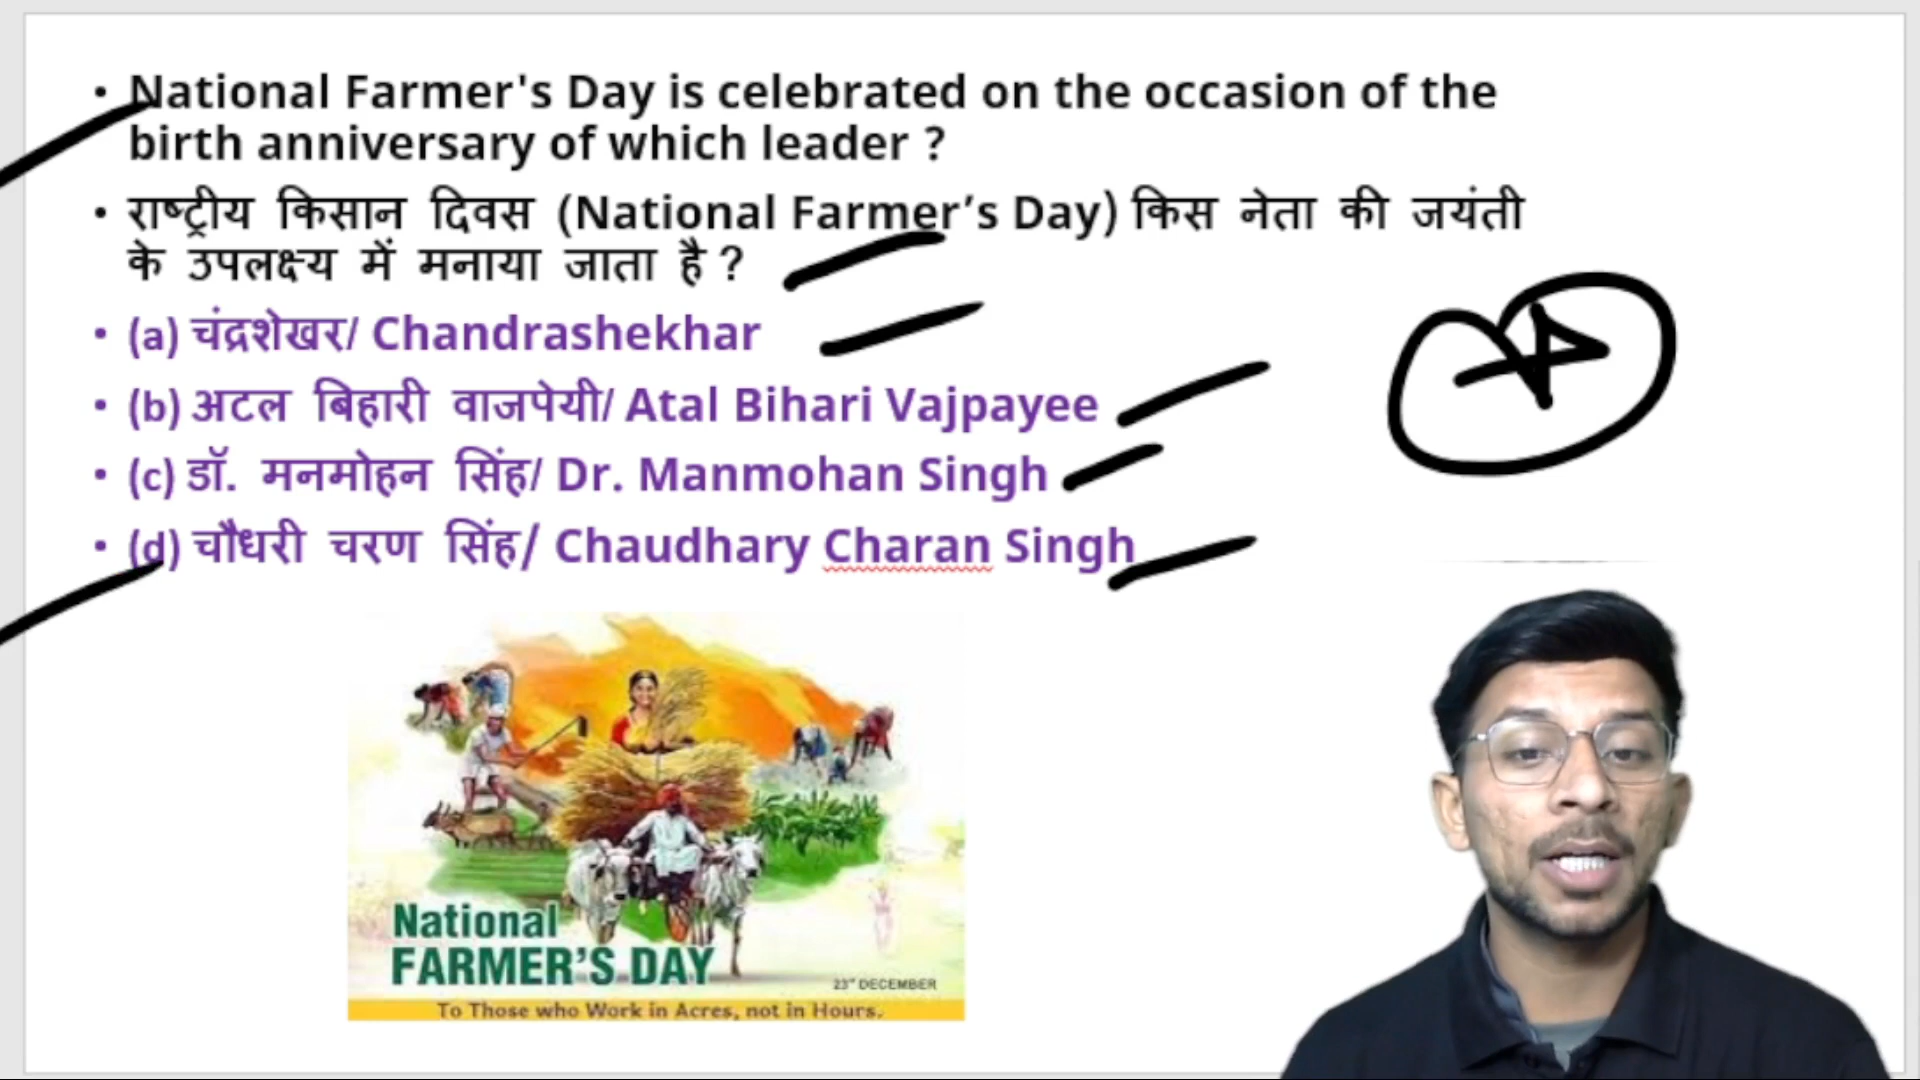 • National Farmer's Day is celebrated on the occasion of the
birth anniversary of which leader ?
• राष्ट्रीय किसान दिवस (National Farmer’s Day) किस नेता की जयंती
के उपलक्ष्य में मनाया जाता है ?
• (a) चंद्रशेखर/ Chandrashekhar
• (b) अटल बिहारी वाजपेयी/ Atal Bihari Vajpayee
• (c) डॉ. मनमोहन सिंह/ Dr. Manmohan Singh
• (d) चौधरी चरण सिंह/ Chaudhary Charan Singh
National
FARMER’S DAY
23rd DECEMBER
To Those who Work in Acres, not in Hours.